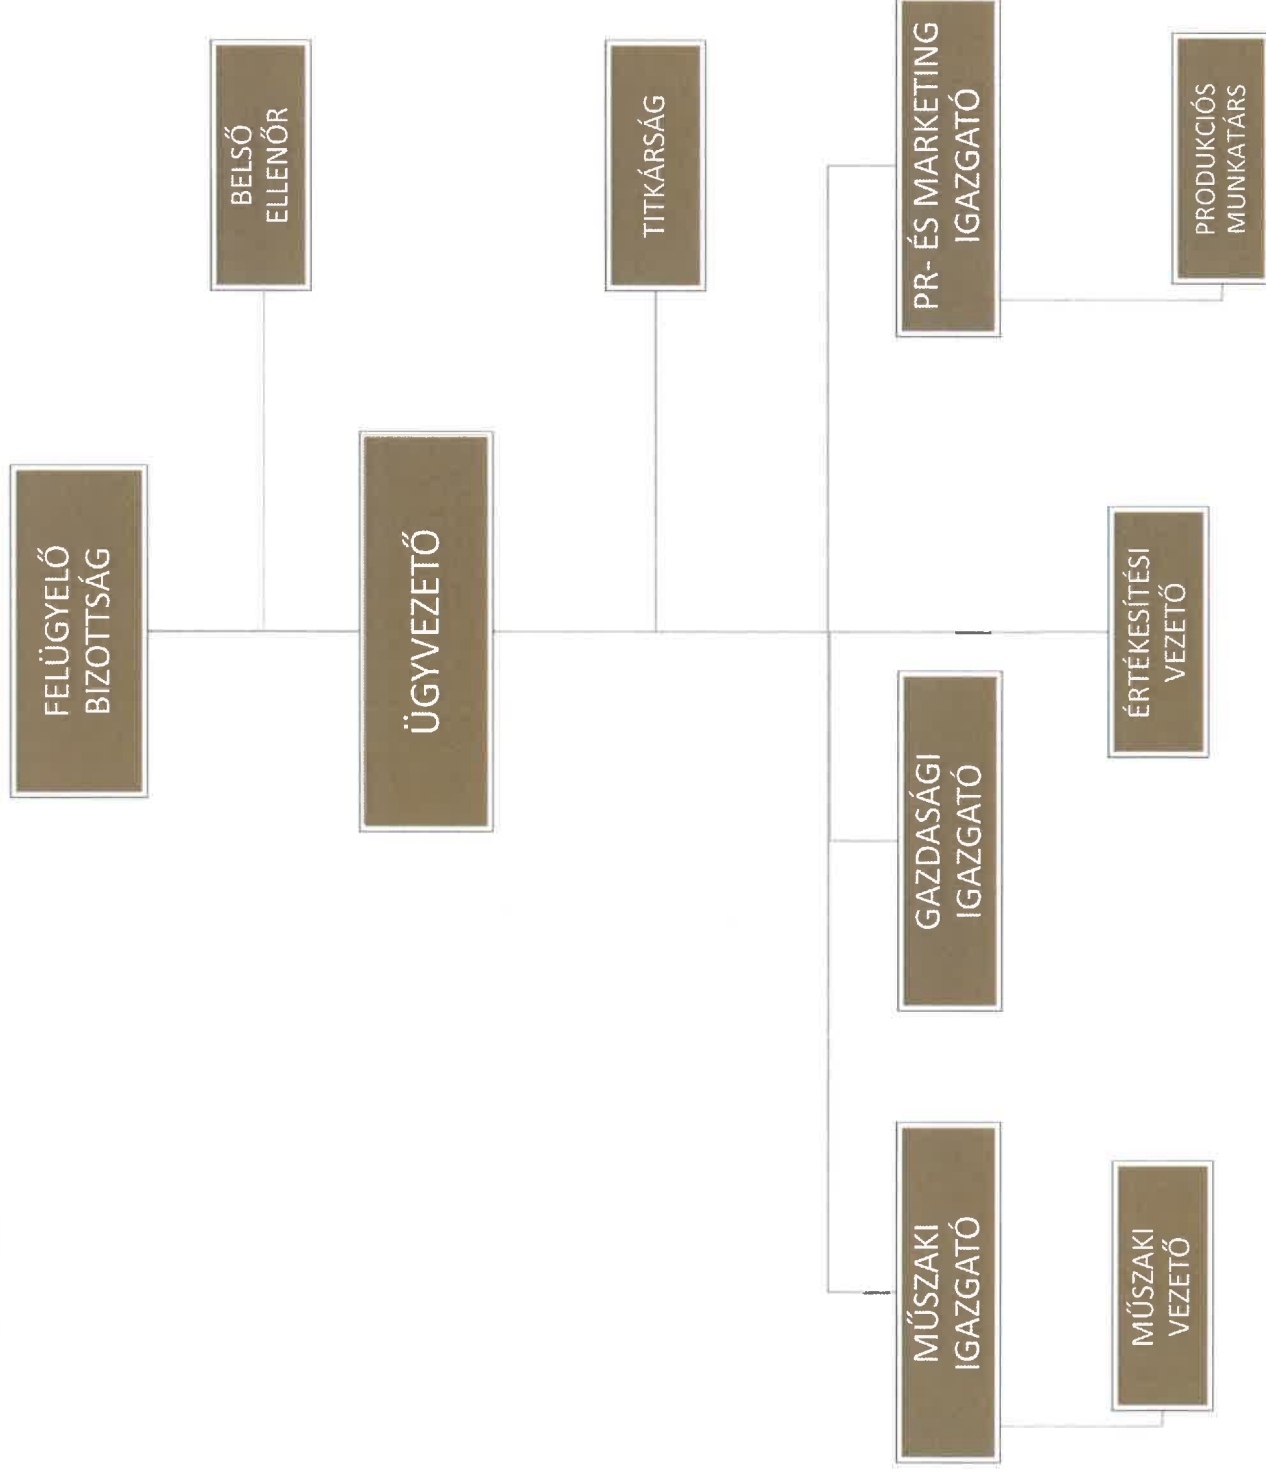 FELÜGYELŐ
BIZOTTSÁG
BELSŐ
ELLENŐR
ÜGYVEZETŐ
TITKÁRSÁG
MŰSZAKI
IGAZGATÓ
GAZDASÁGI
IGAZGATÓ
PR- ÉS MARKETING
IGAZGATÓ
MŰSZAKI
VEZETŐ
ÉRTÉKESÍTÉSI
VEZETŐ
PRODUKCIÓS
MUNKATÁRS